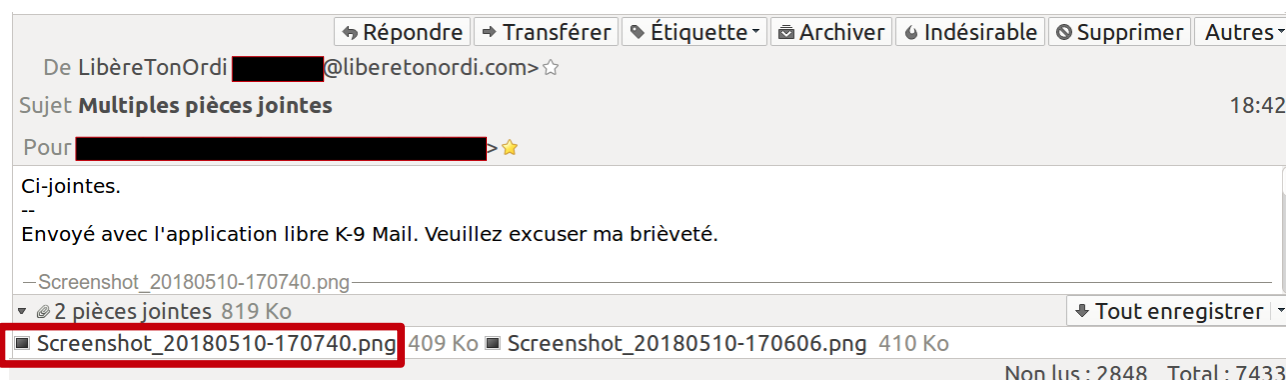 Répondre Transférer Étiquette Archiver Indésirable Supprimer Autres
De LibèreTonOrdi @liberetonordi.com>
Sujet Multiples pièces jointes 18:42
Pour >
Ci-jointes.
--
Envoyé avec l'application libre K-9 Mail. Veuillez excuser ma brièveté.
Screenshot_20180510-170740.png
2 pièces jointes 819 Ko Tout enregistrer
Screenshot_20180510-170740.png 409 Ko Screenshot_20180510-170606.png 410 Ko
Non lus : 2848 Total : 7433